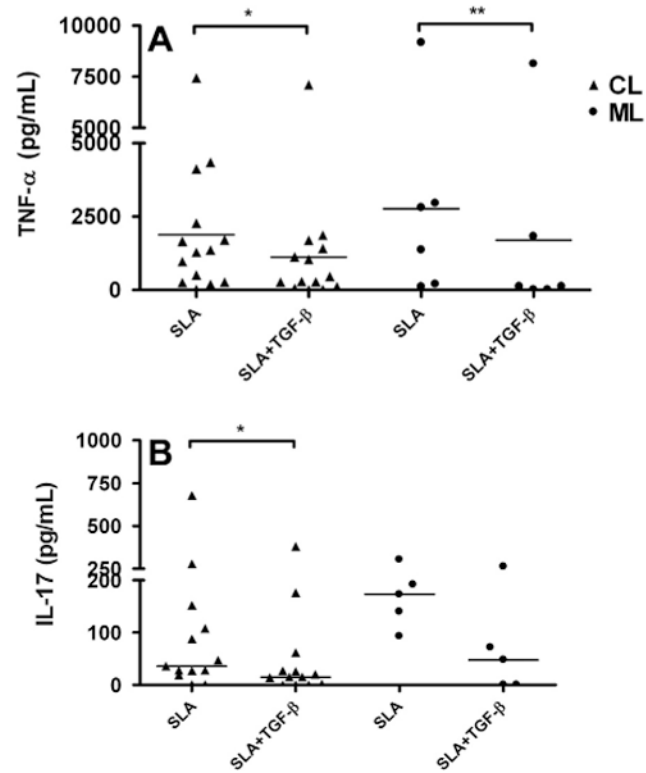 A
*
**
10000
7500
5000
5000
2500
0
TNF-α (pg/mL)
CL
ML
SLA
SLA+TGF-β
SLA
SLA+TGF-β
B
*
1000
750
500
250
200
100
0
IL-17 (pg/mL)
SLA
SLA+TGF-β
SLA
SLA+TGF-β